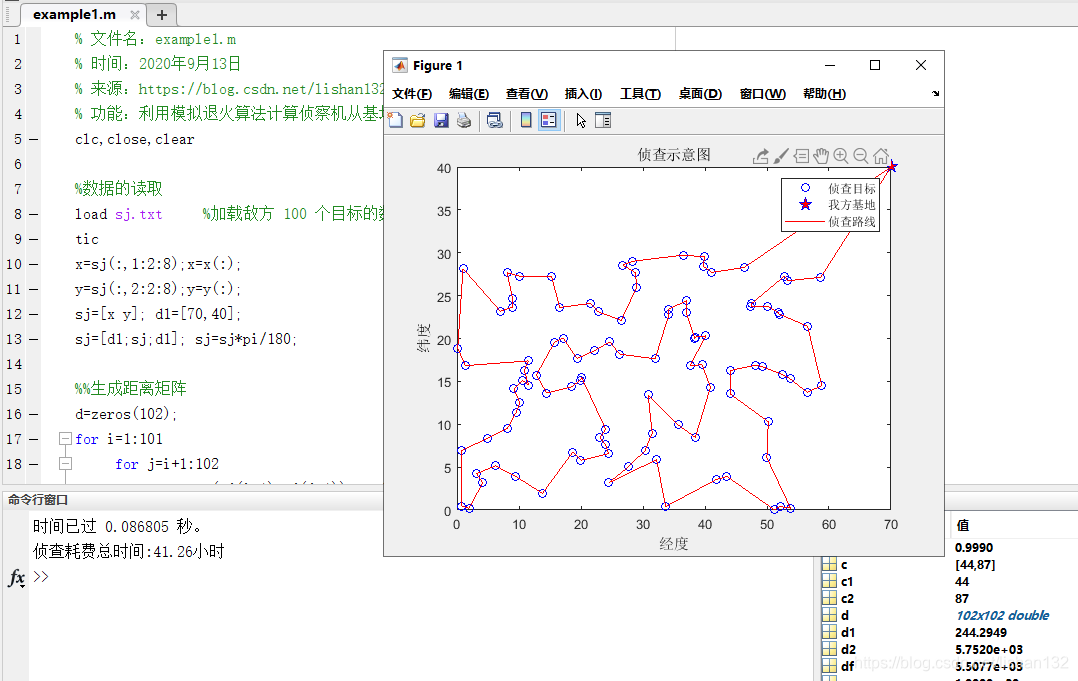 example1.m
1 % 文件名: example1.m
2 % 时间: 2020年9月13日
3 % 来源: https://blog.csdn.net/lishan132
4 % 功能: 利用模拟退火算法计算侦察机从基地
5 clc,close,clear
6
7 %数据的读取
8 load sj.txt %加载敌方 100 个目标的数
9 tic
10 x=sj(:,1:2:8);x=x(:);
11 y=sj(:,2:2:8);y=y(:);
12 sj=[x y]; d1=[70,40];
13 sj=[d1;sj;d1]; sj=sj*pi/180;
14
15 %%生成距离矩阵
16 d=zeros(102);
17 for i=1:101
18 for j=i+1:102
Figure 1
文件(F) 编辑(E) 查看(V) 插入(I) 工具(T) 桌面(D) 窗口(W) 帮助(H)
侦查示意图
侦查目标
我方基地
侦查路线
40
35
30
25
20
15
10
5
0
纬度
0 10 20 30 40 50 60 70
经度
命令行窗口
时间已过 0.086805 秒。
侦查耗费总时间:41.26小时
fx >>
值
0.9990
c [44,87]
c1 44
c2 87
d 102x102 double
d1 244.2949
d2 5.7520e+03
df 5.5077e+03